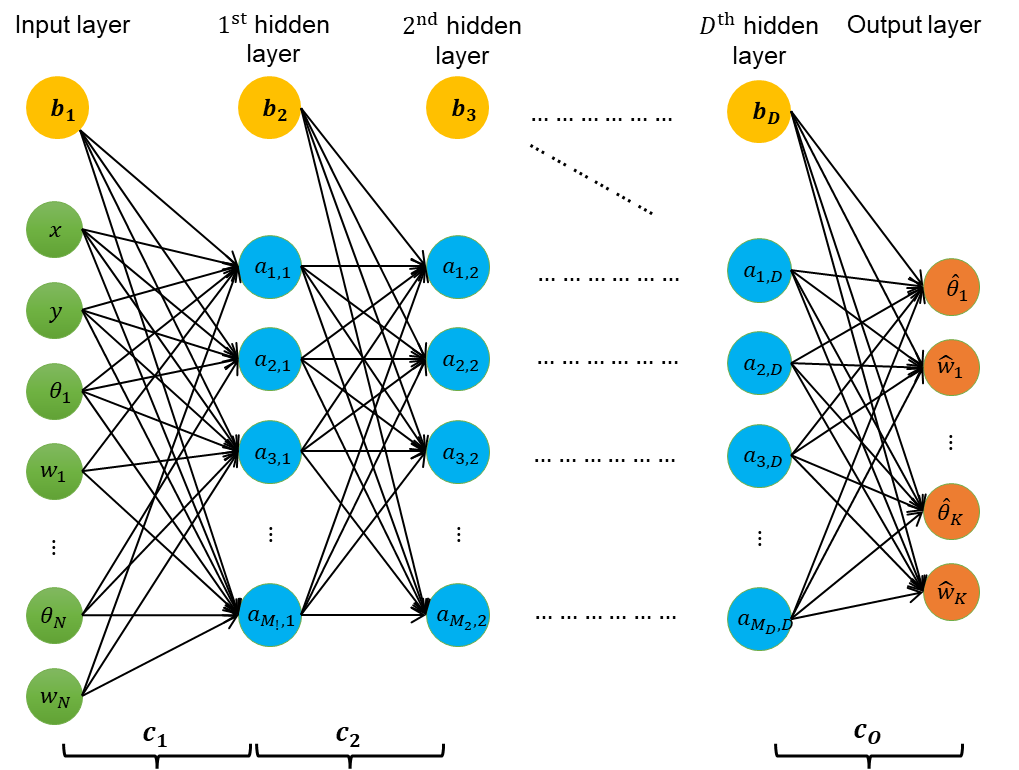 Input layer
1st hidden
layer
2nd hidden
layer
Dth hidden
layer
Output layer
b1
b2
b3
... ... ... ... ... ...
bD
x
y
θ1
w1
⋮
θN
wN
a1,1
a2,1
a3,1
⋮
aM!,1
a1,2
a2,2
a3,2
⋮
aM2,2
... ... ... ... ... ...
... ... ... ... ... ...
... ... ... ... ... ...
... ... ... ... ... ...
a1,D
a2,D
a3,D
⋮
aMD,D
θ̂1
ŵ1
⋮
θ̂K
ŵK
c1
c2
cO